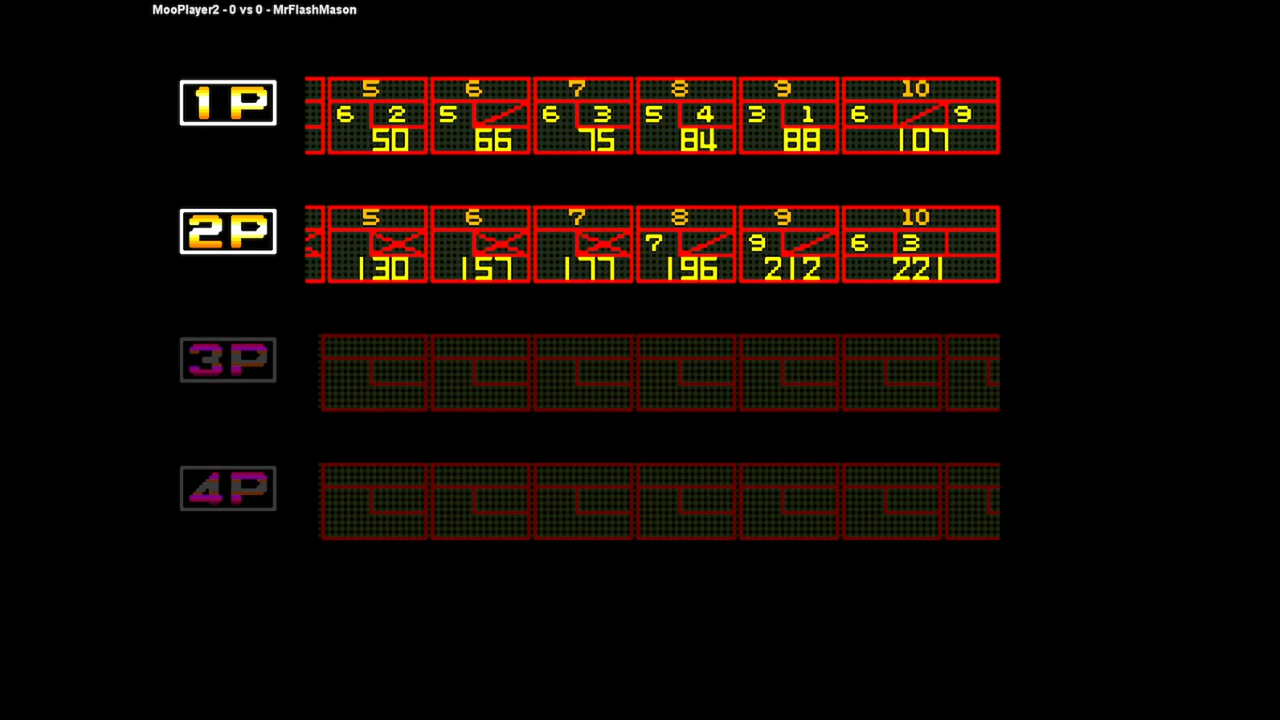 MooPlayer2 - 0 vs 0 - MrFlashMason
1P 5 6 7 8 9 10
6 2 5 6 3 5 4 3 1 6 9
50 66 75 84 88 107
2P 5 6 7 8 9 10
7 9 6 3
130 157 177 196 212 221
3P
4P